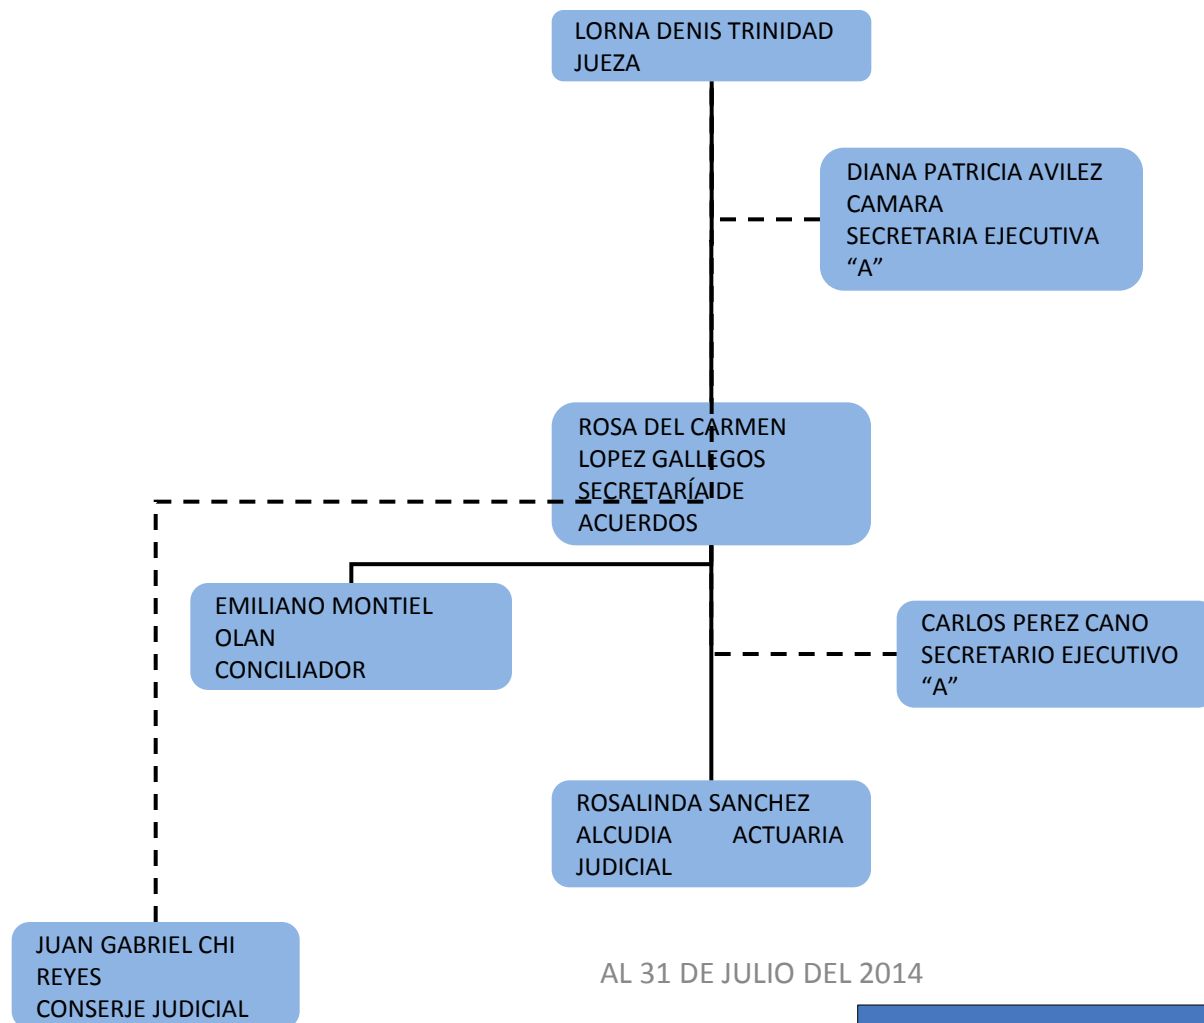 LORNA DENIS TRINIDAD
JUEZA
DIANA PATRICIA AVILEZ
CAMARA
SECRETARIA EJECUTIVA
“A”
ROSA DEL CARMEN
LOPEZ GALLEGOS
SECRETARÍA DE
ACUERDOS
EMILIANO MONTIEL
OLAN
CONCILIADOR
CARLOS PEREZ CANO
SECRETARIO EJECUTIVO
“A”
ROSALINDA SANCHEZ
ALCUDIA ACTUARIA
JUDICIAL
JUAN GABRIEL CHI
REYES
CONSERJE JUDICIAL
AL 31 DE JULIO DEL 2014